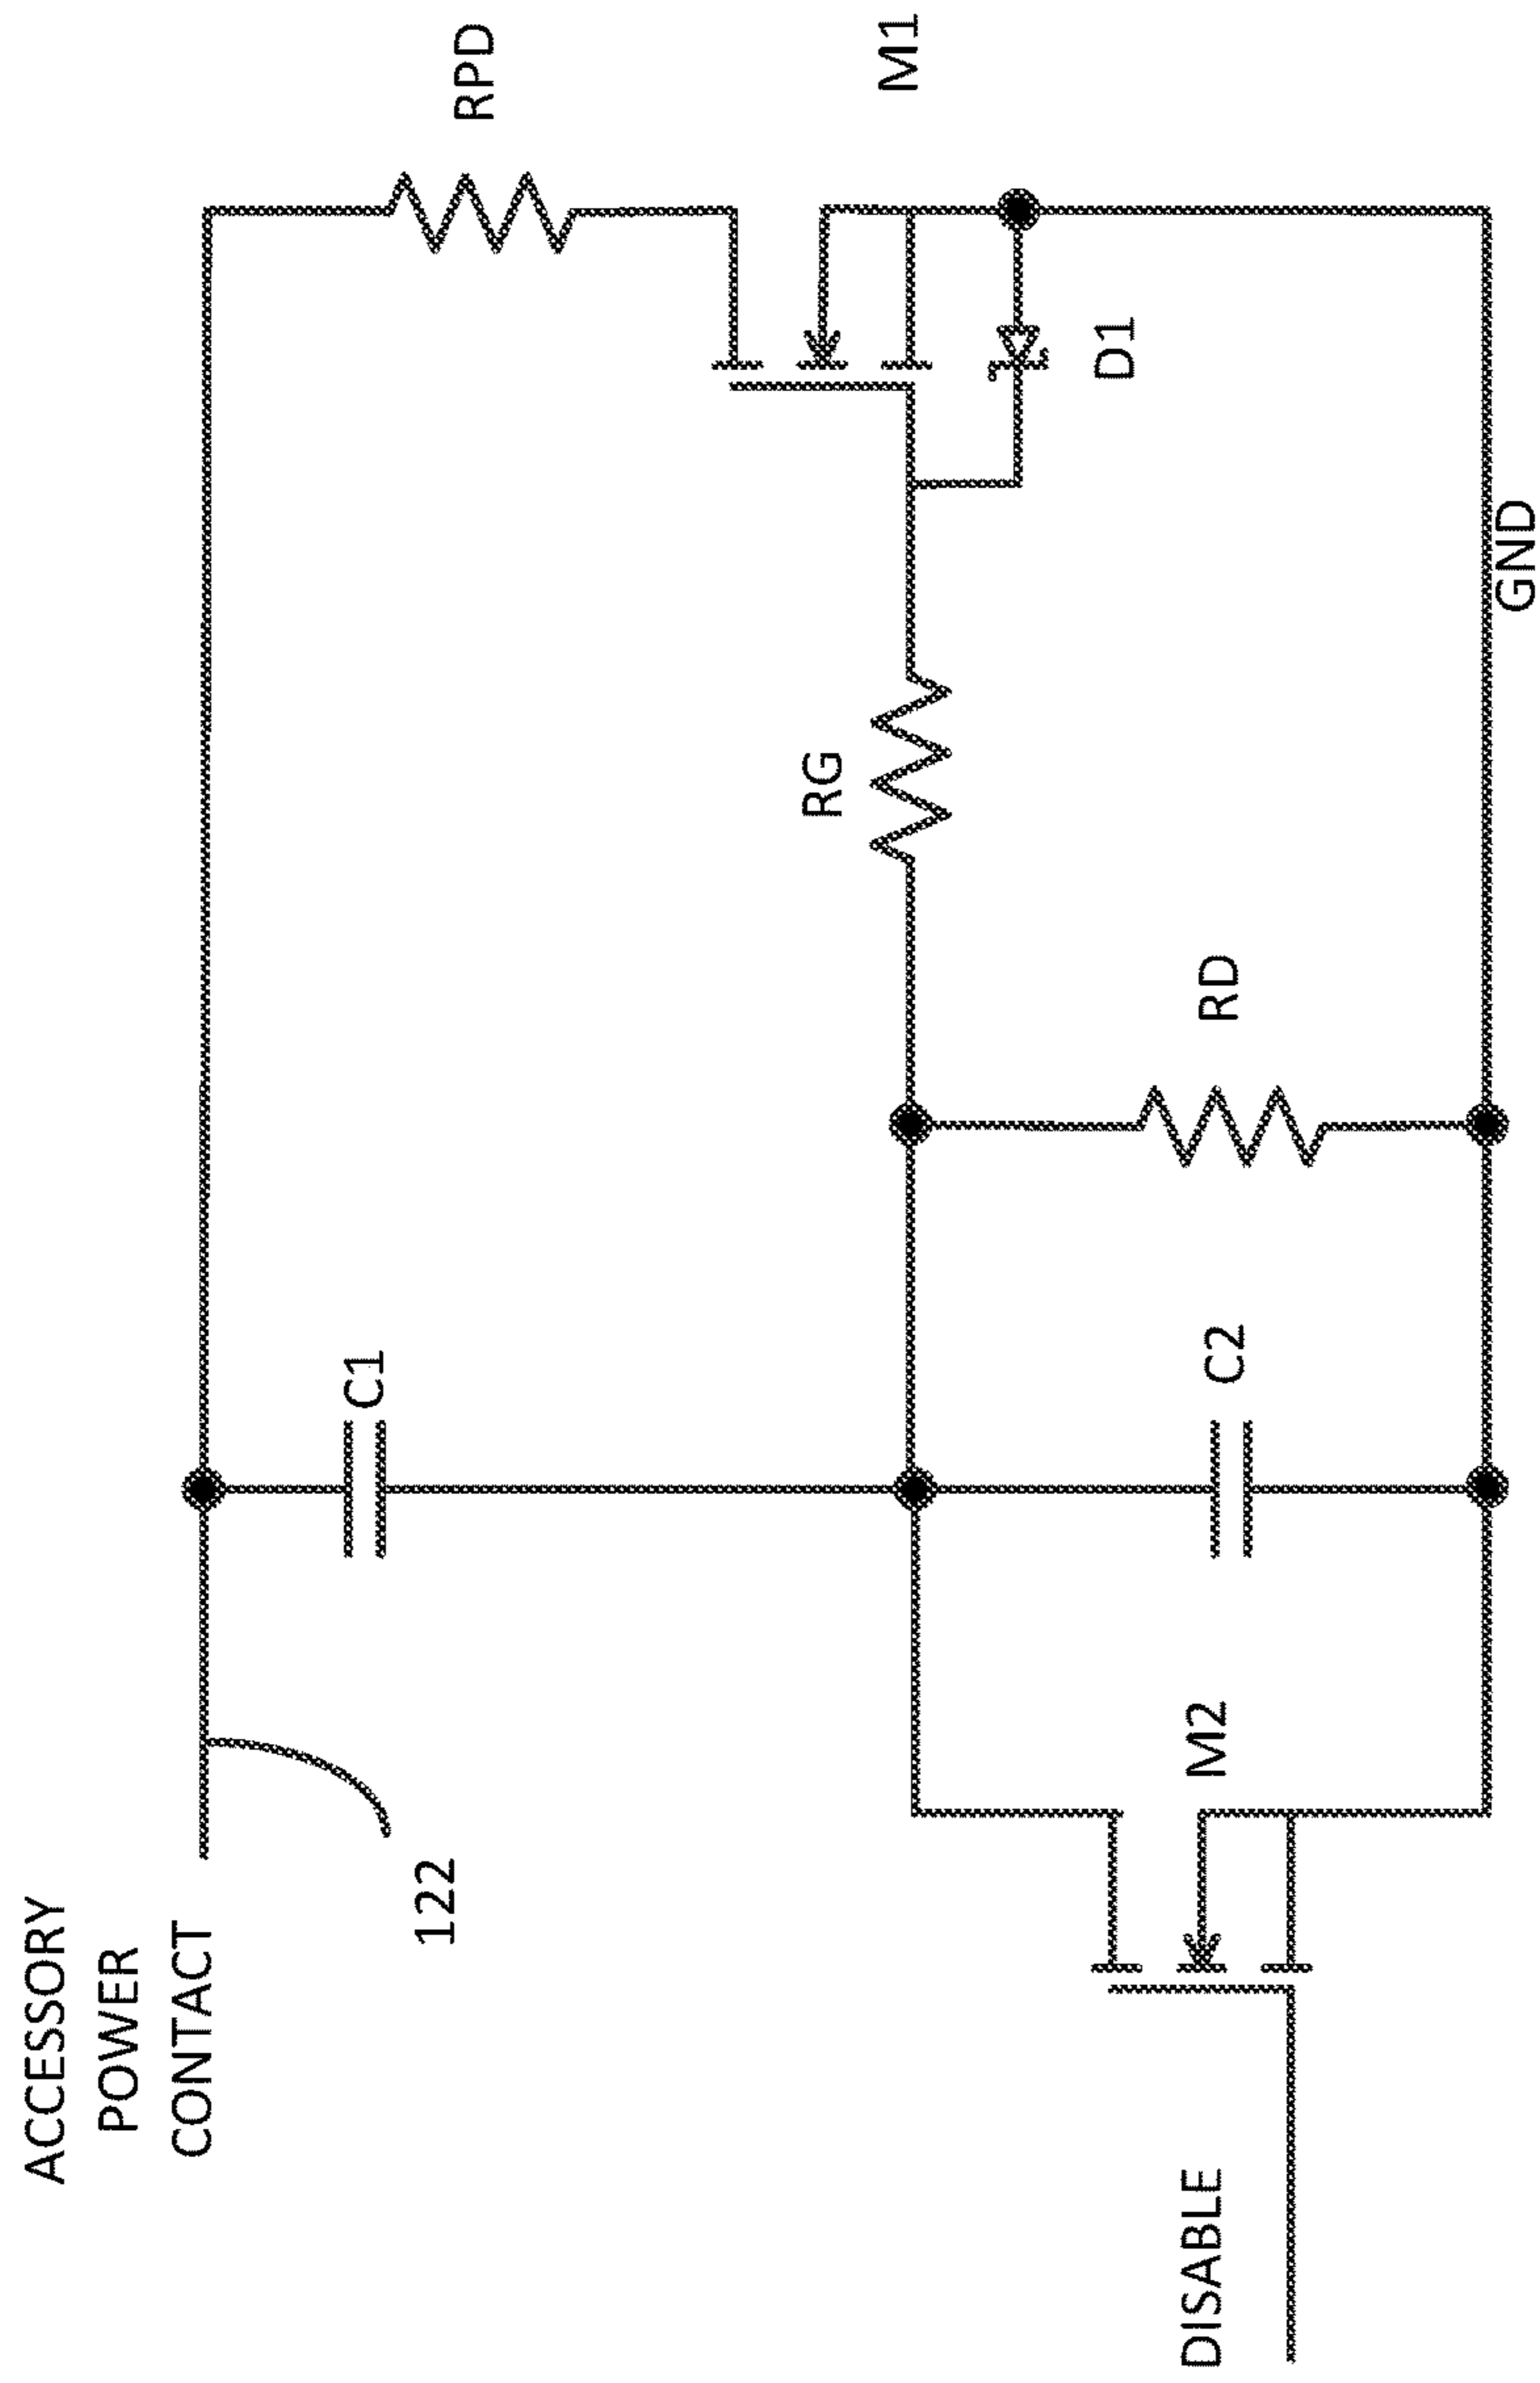 ACCESSORY
POWER
CONTACT
122
C1
RPD
M1
RG
D1
RD
C2
M2
DISABLE
GND